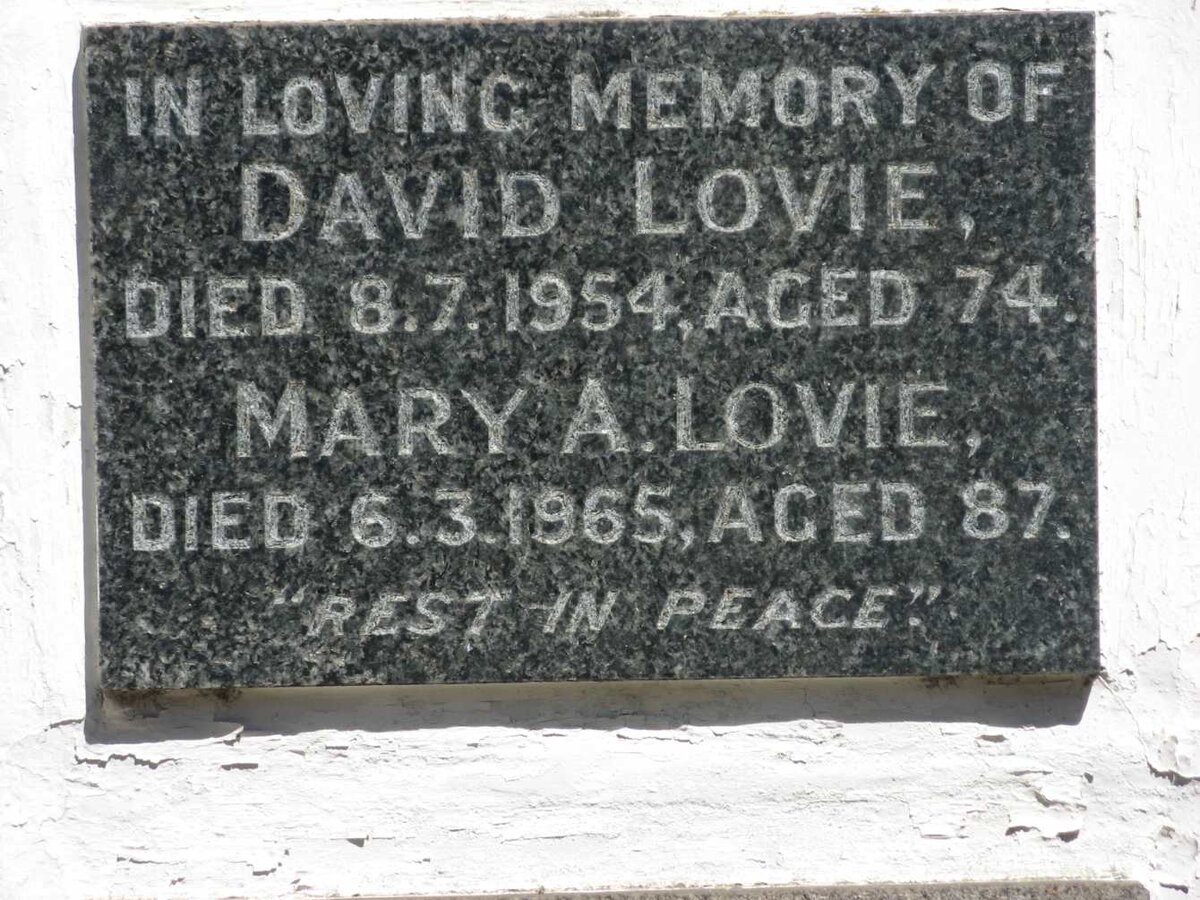 IN LOVING MEMORY OF
DAVID LOVIE,
DIED 8.7.1954, AGED 74.
MARY A. LOVIE,
DIED 6.3.1965, AGED 87.
"REST IN PEACE."